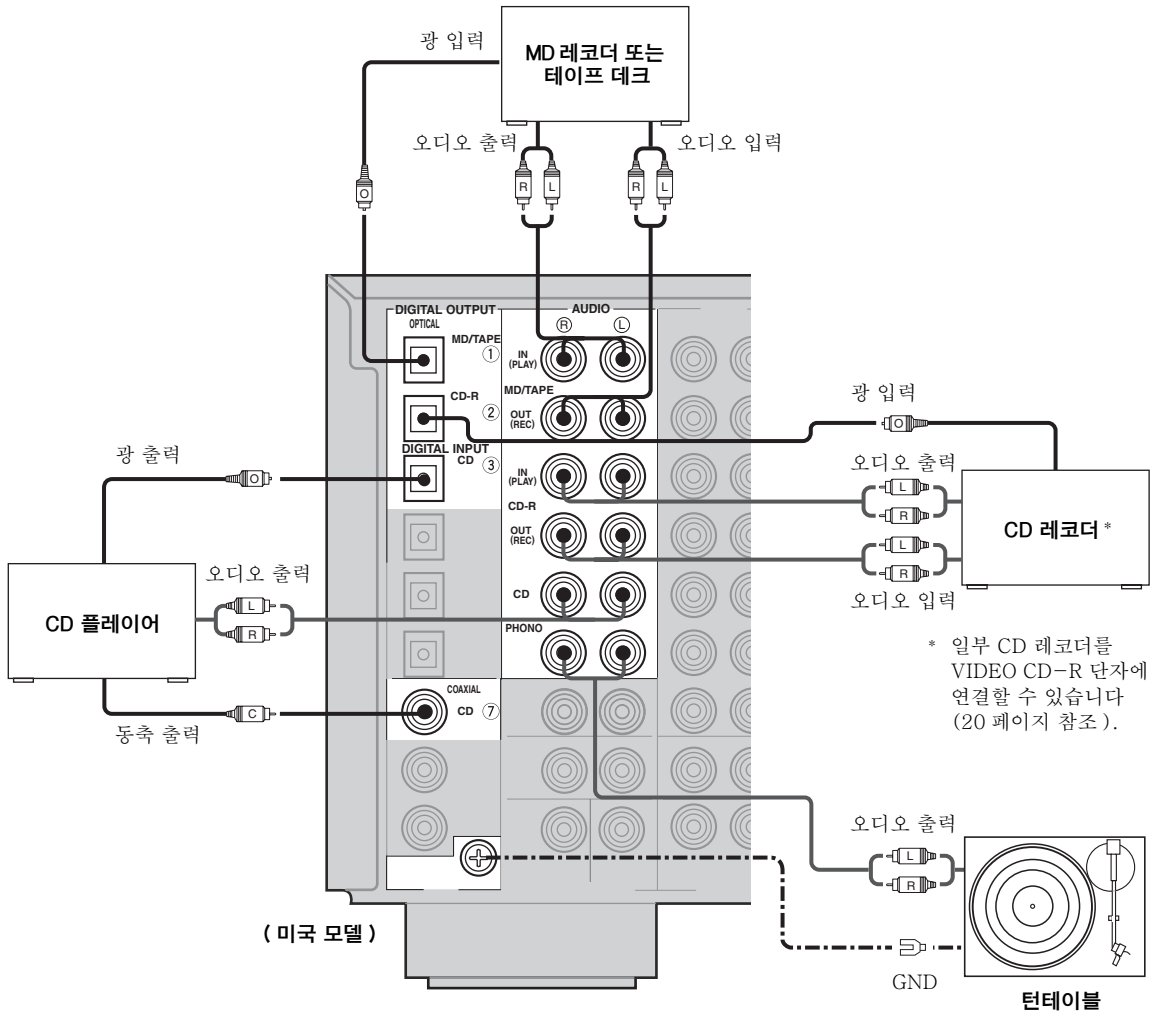 광 입력
MD 레코더 또는
테이프 데크
오디오 출력
오디오 입력
O
R
L
R
L
DIGITAL OUTPUT
OPTICAL
AUDIO
R
L
MD/TAPE
①
IN
(PLAY)
MD/TAPE
CD-R
②
OUT
(REC)
DIGITAL INPUT
CD
③
IN
(PLAY)
CD-R
OUT
(REC)
CD
PHONO
COAXIAL
CD
⑦
광 출력
O
오디오 출력
L
R
CD 플레이어
C
동축 출력
광 입력
O
오디오 출력
L
R
CD 레코더 *
L
R
오디오 입력
* 일부 CD 레코더를
VIDEO CD-R 단자에
연결할 수 있습니다
(20 페이지 참조 ).
오디오 출력
L
R
GND
턴테이블
( 미국 모델 )